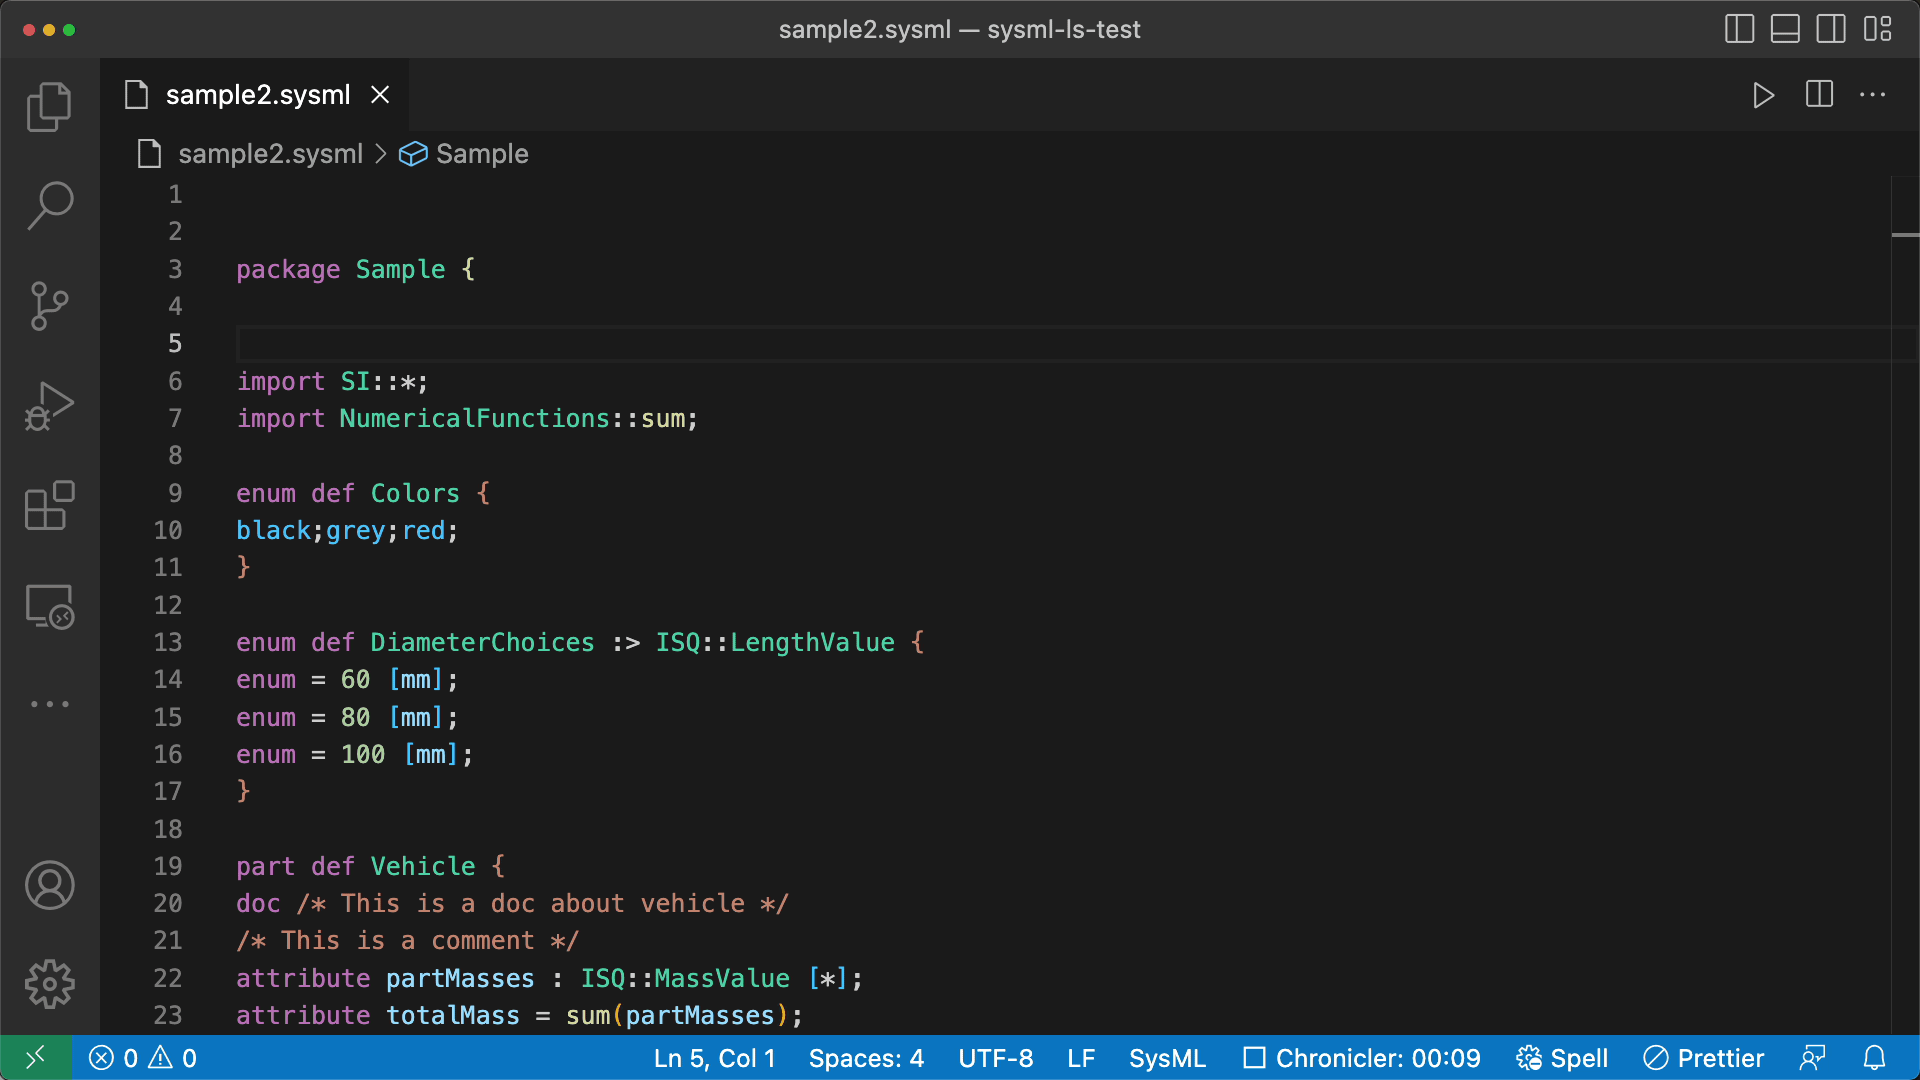 sample2.sysml — sysml-ls-test
sample2.sysml
sample2.sysml > Sample
1
2
3 package Sample {
4
5
6 import SI::*;
7 import NumericalFunctions::sum;
8
9 enum def Colors {
10 black;grey;red;
11 }
12
13 enum def DiameterChoices :> ISQ::LengthValue {
14 enum = 60 [mm];
15 enum = 80 [mm];
16 enum = 100 [mm];
17 }
18
19 part def Vehicle {
20 doc /* This is a doc about vehicle */
21 /* This is a comment */
22 attribute partMasses : ISQ::MassValue [*];
23 attribute totalMass = sum(partMasses);
0 0 Ln 5, Col 1 Spaces: 4 UTF-8 LF SysML Chronicler: 00:09 Spell Prettier